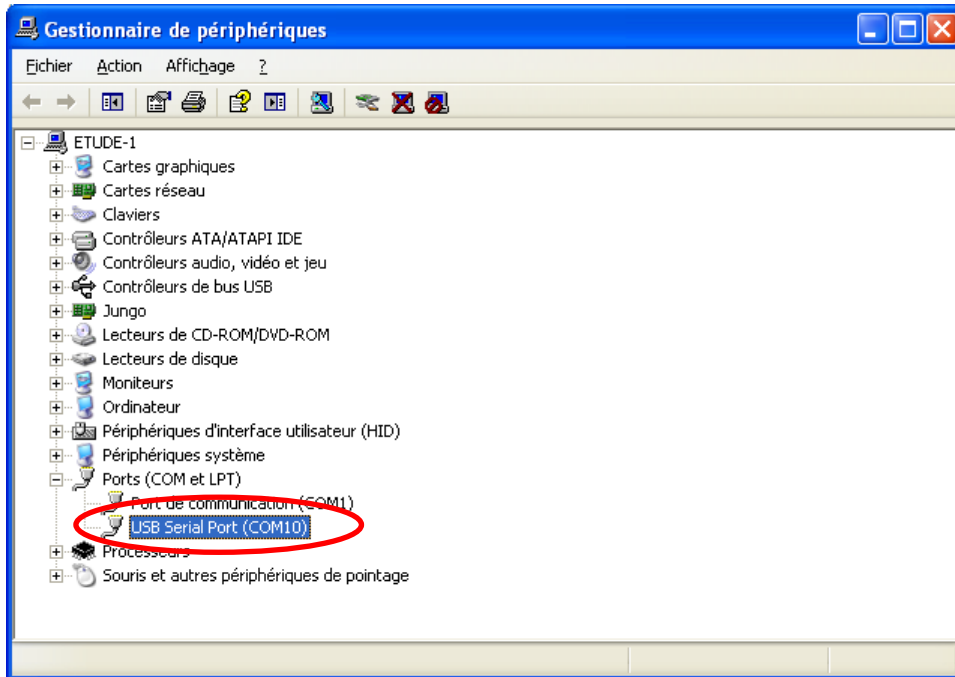 Gestionnaire de périphériques
Fichier Action Affichage ?
ETUDE-1
Cartes graphiques
Cartes réseau
Claviers
Contrôleurs ATA/ATAPI IDE
Contrôleurs audio, vidéo et jeu
Contrôleurs de bus USB
Jungo
Lecteurs de CD-ROM/DVD-ROM
Lecteurs de disque
Moniteurs
Ordinateur
Périphériques d'interface utilisateur (HID)
Périphériques système
Ports (COM et LPT)
Port de communication (COM1)
USB Serial Port (COM10)
Processeurs
Souris et autres périphériques de pointage